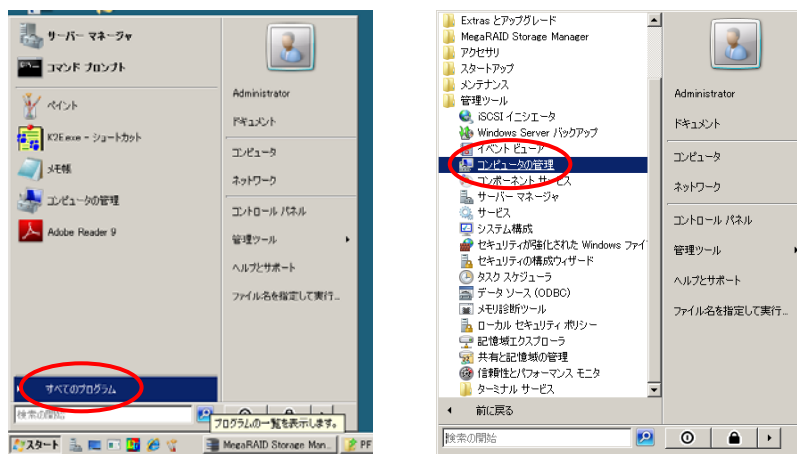 サーバー マネージャ
コマンド プロンプト
ペイント
K2Eexe - ショートカット
メモ帳
コンピュータの管理
Adobe Reader 9
すべてのプログラム
検索の開始
Administrator
ドキュメント
コンピュータ
ネットワーク
コントロール パネル
管理ツール
ヘルプとサポート
ファイル名を指定して実行...
プログラムの一覧を表示します。
スタート
MegaRAID Storage Man...
PF
Extras とアップグレード
MegaRAID Storage Manager
アクセサリ
スタートアップ
メンテナンス
管理ツール
iSCSI イニシエータ
Windows Server バックアップ
イベント ビューア
コンピュータの管理
コンポーネント サービス
サーバー マネージャ
サービス
システム構成
セキュリティが強化された Windows ファイ
セキュリティの構成ウィザード
タスク スケジューラ
データ ソース (ODBC)
メモリ診断ツール
ローカル セキュリティ ポリシー
記憶域エクスプローラ
共有と記憶域の管理
信頼性とパフォーマンス モニタ
ターミナル サービス
前に戻る
検索の開始
Administrator
ドキュメント
コンピュータ
ネットワーク
コントロール パネル
管理ツール
ヘルプとサポート
ファイル名を指定して実行...